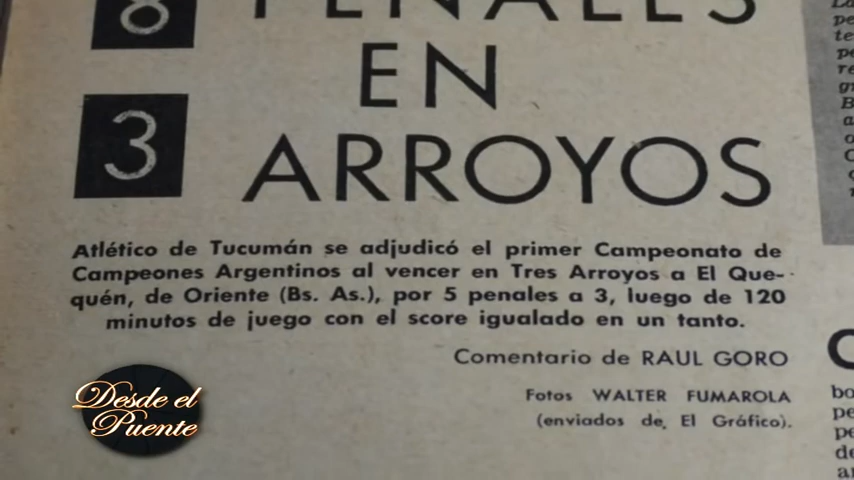 8
PENALES
EN
3
ARROYOS
Atlético de Tucumán se adjudicó el primer Campeonato de
Campeones Argentinos al vencer en Tres Arroyos a El Que-
quén, de Oriente (Bs. As.), por 5 penales a 3, luego de 120
minutos de juego con el score igualado en un tanto.
Comentario de RAUL GORO
Fotos WALTER FUMAROLA
(enviados de El Gráfico).
Desde el
Puente